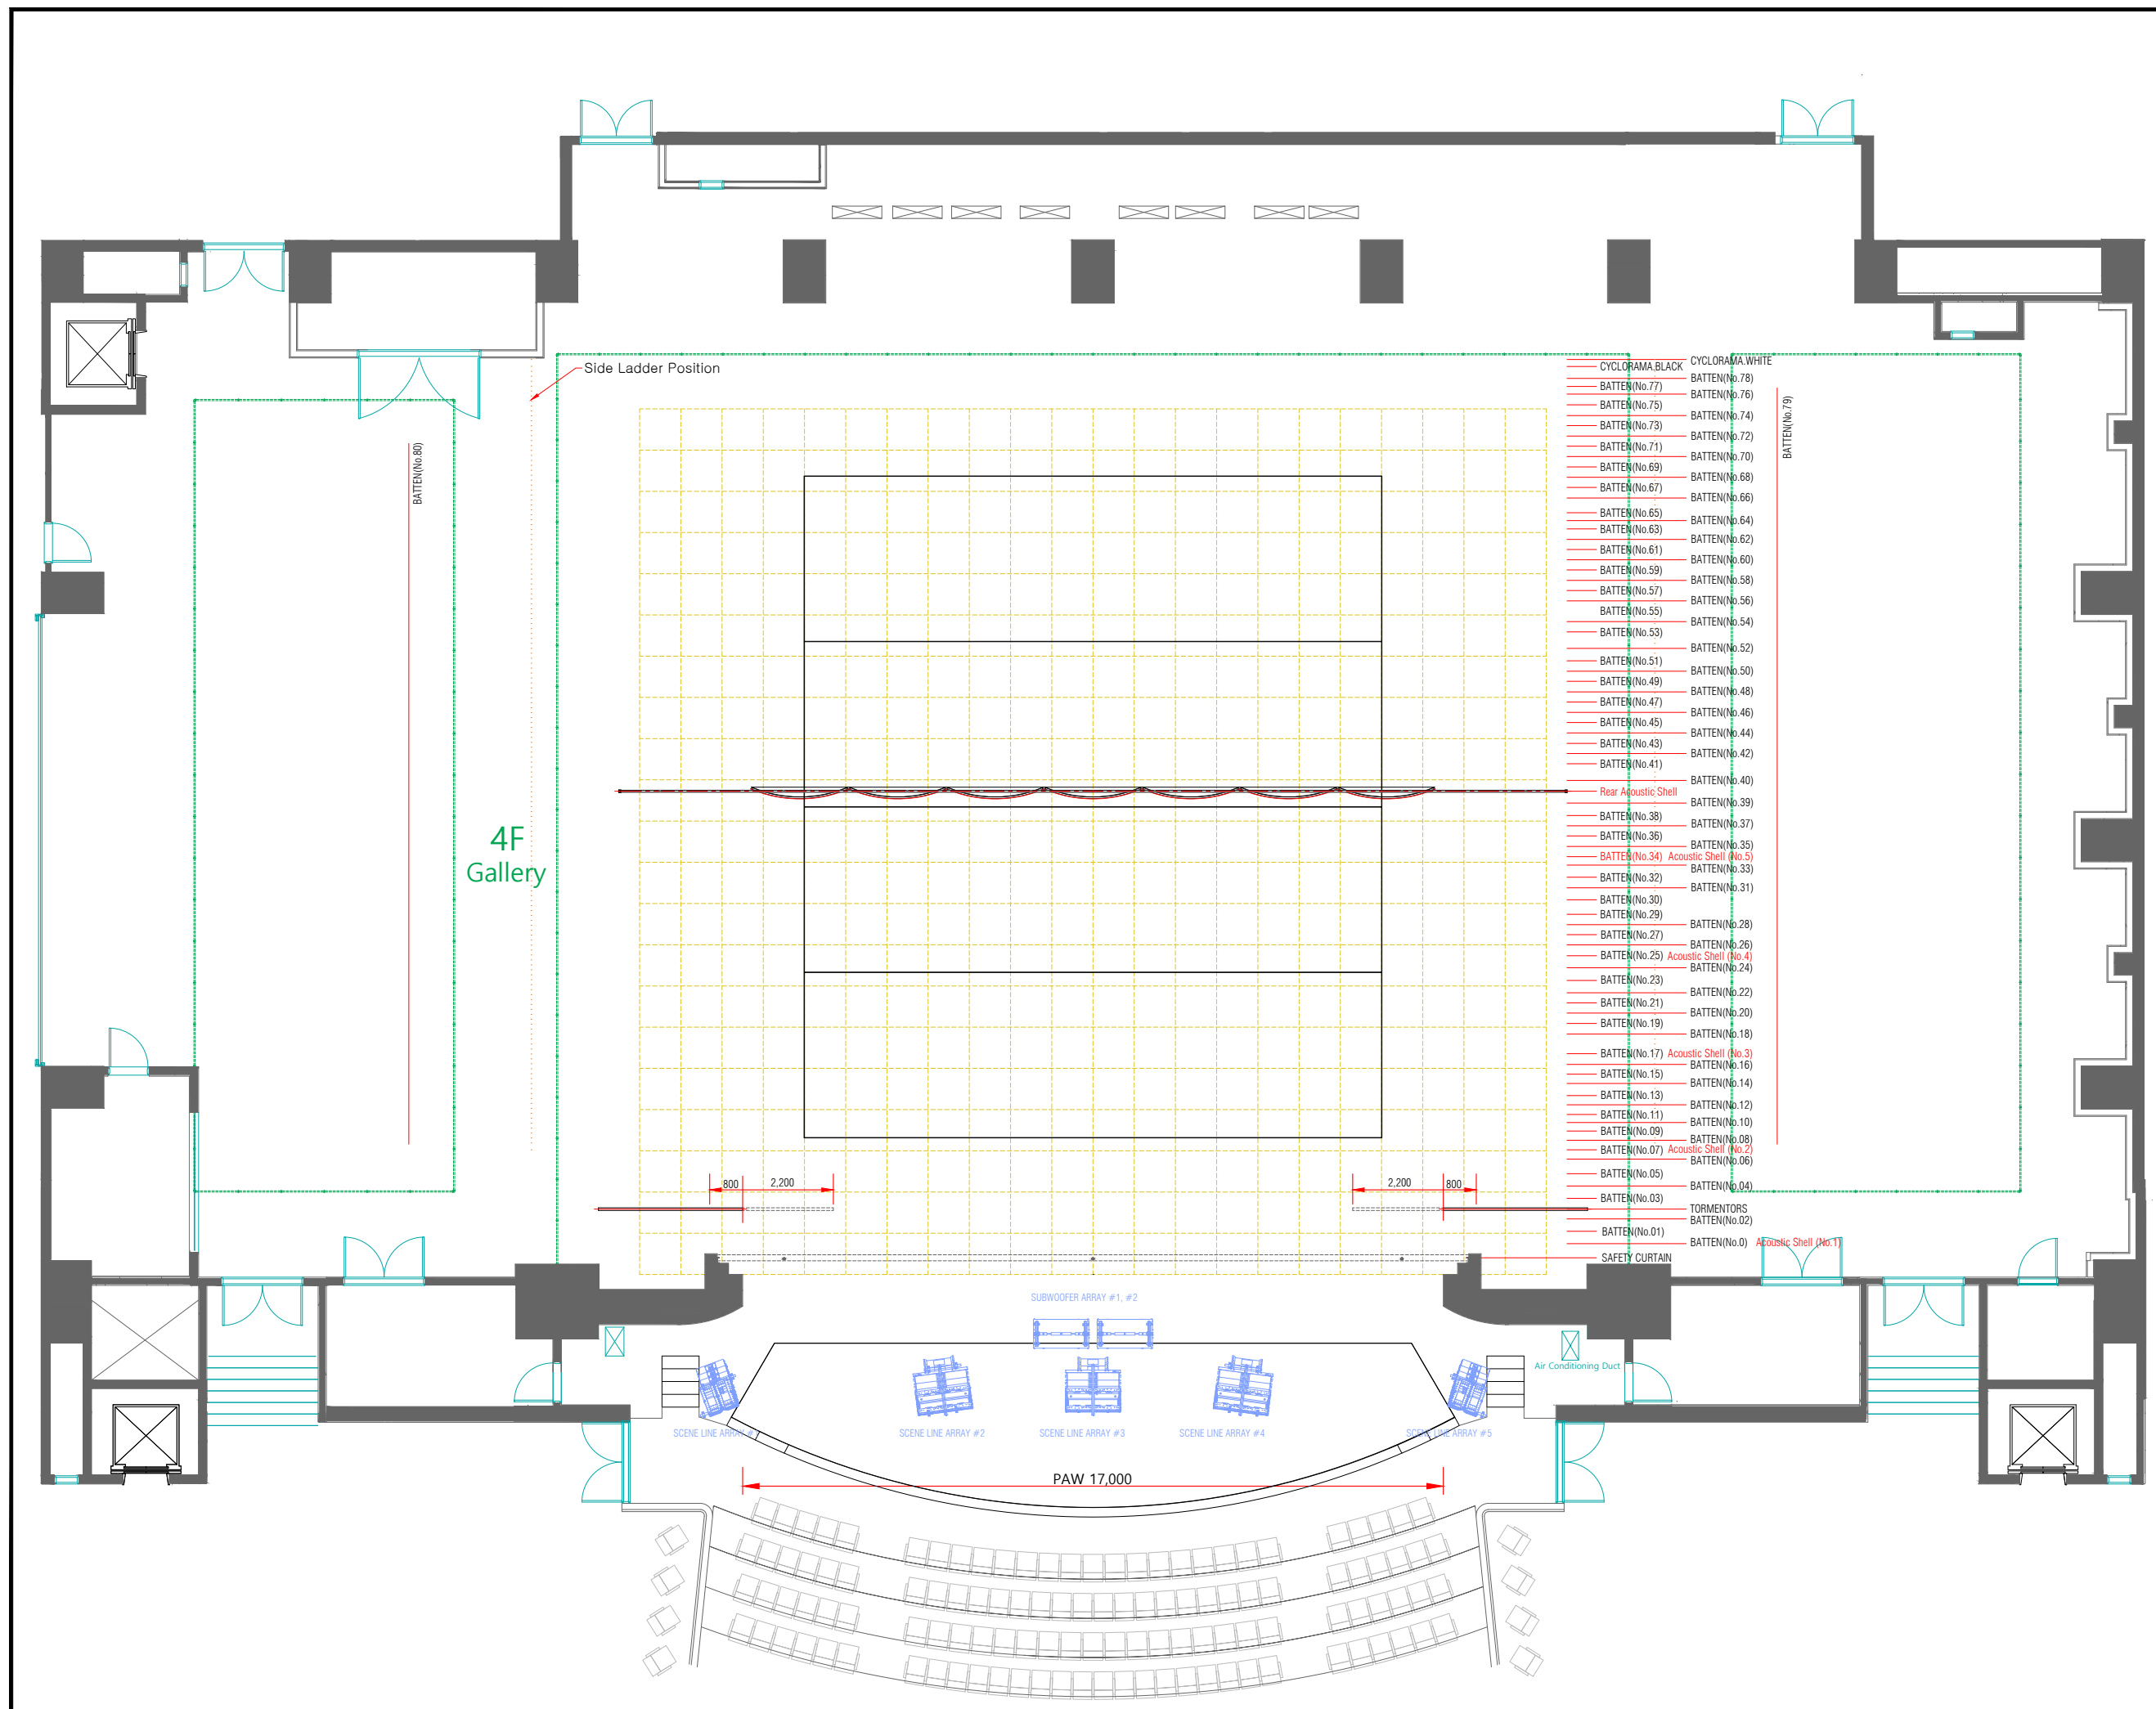 CYCLORAMA.WHITE
CYCLORAMA.BLACK
Side Ladder Position
BATTEN(No.78)
BATTEN(No.77)
BATTEN(No.76)
BATTEN(No.75)
BATTEN(No.74)
BATTEN(No.73)
BATTEN(No.79)
BATTEN(No.72)
BATTEN(No.71)
BATTEN(No.70)
BATTEN(No.80)
BATTEN(No.69)
BATTEN(No.68)
BATTEN(No.67)
BATTEN(No.66)
BATTEN(No.65)
BATTEN(No.64)
BATTEN(No.63)
BATTEN(No.62)
BATTEN(No.61)
BATTEN(No.60)
BATTEN(No.59)
BATTEN(No.58)
BATTEN(No.57)
BATTEN(No.56)
BATTEN(No.55)
BATTEN(No.54)
BATTEN(No.53)
BATTEN(No.52)
BATTEN(No.51)
BATTEN(No.50)
BATTEN(No.49)
BATTEN(No.48)
BATTEN(No.47)
BATTEN(No.46)
BATTEN(No.45)
BATTEN(No.44)
BATTEN(No.43)
BATTEN(No.42)
BATTEN(No.41)
BATTEN(No.40)
Rear Acoustic Shell
BATTEN(No.39)
BATTEN(No.38)
BATTEN(No.37)
4F
Gallery
BATTEN(No.36)
BATTEN(No.35)
BATTEN(No.34) Acoustic Shell (No.5)
BATTEN(No.33)
BATTEN(No.32)
BATTEN(No.31)
BATTEN(No.30)
BATTEN(No.29)
BATTEN(No.28)
BATTEN(No.27)
BATTEN(No.26)
BATTEN(No.25) Acoustic Shell (No.4)
BATTEN(No.24)
BATTEN(No.23)
BATTEN(No.22)
BATTEN(No.21)
BATTEN(No.20)
BATTEN(No.19)
BATTEN(No.18)
BATTEN(No.17) Acoustic Shell (No.3)
BATTEN(No.16)
BATTEN(No.15)
BATTEN(No.14)
BATTEN(No.13)
BATTEN(No.12)
BATTEN(No.11)
BATTEN(No.10)
BATTEN(No.09)
BATTEN(No.08)
BATTEN(No.07) Acoustic Shell (No.2)
BATTEN(No.06)
BATTEN(No.05)
800 2,200 2,200 800
BATTEN(No.04)
BATTEN(No.03)
TORMENTORS
BATTEN(No.02)
BATTEN(No.01)
BATTEN(No.0) Acoustic Shell (No.1)
SAFETY CURTAIN
SUBWOOFER ARRAY #1, #2
Air Conditioning Duct
SCENE LINE ARRAY #
SCENE LINE ARRAY #2
SCENE LINE ARRAY #3
SCENE LINE ARRAY #4
SCENE LINE ARRAY #5
PAW 17,000